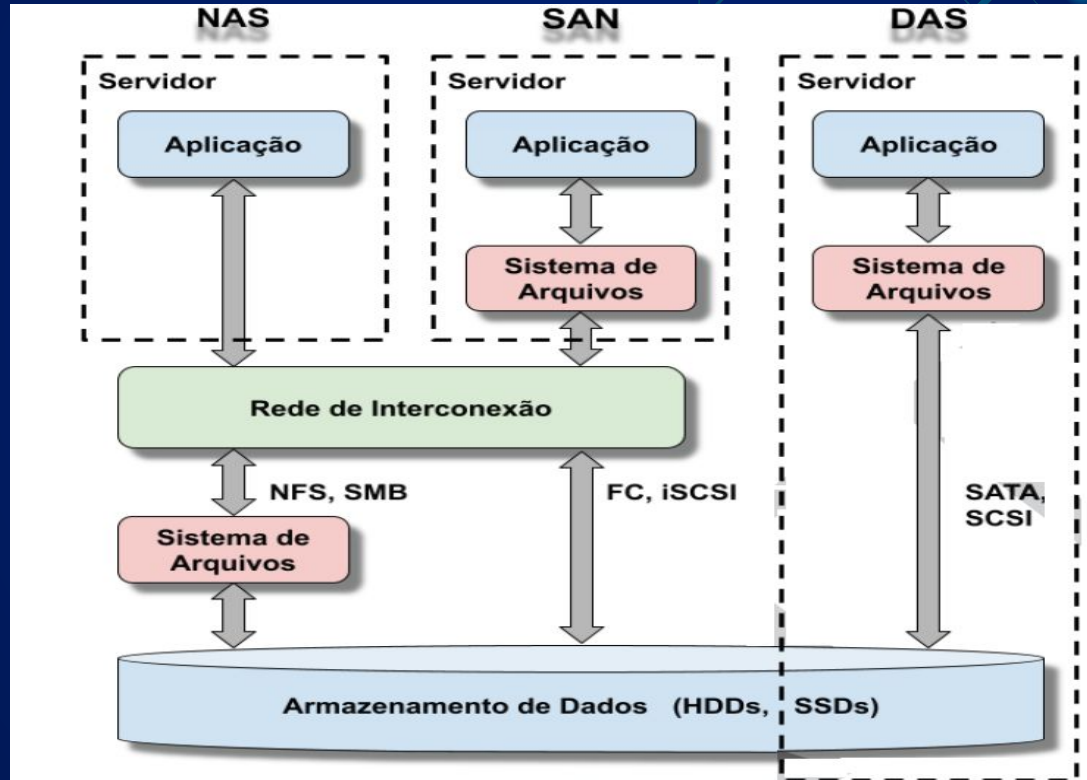 NAS
SAN
DAS
Servidor
Servidor
Servidor
Aplicação
Aplicação
Aplicação
Sistema de
Arquivos
Sistema de
Arquivos
Rede de Interconexão
NFS, SMB
FC, iSCSI
SATA,
SCSI
Sistema de
Arquivos
Armazenamento de Dados (HDDs, SSDs)